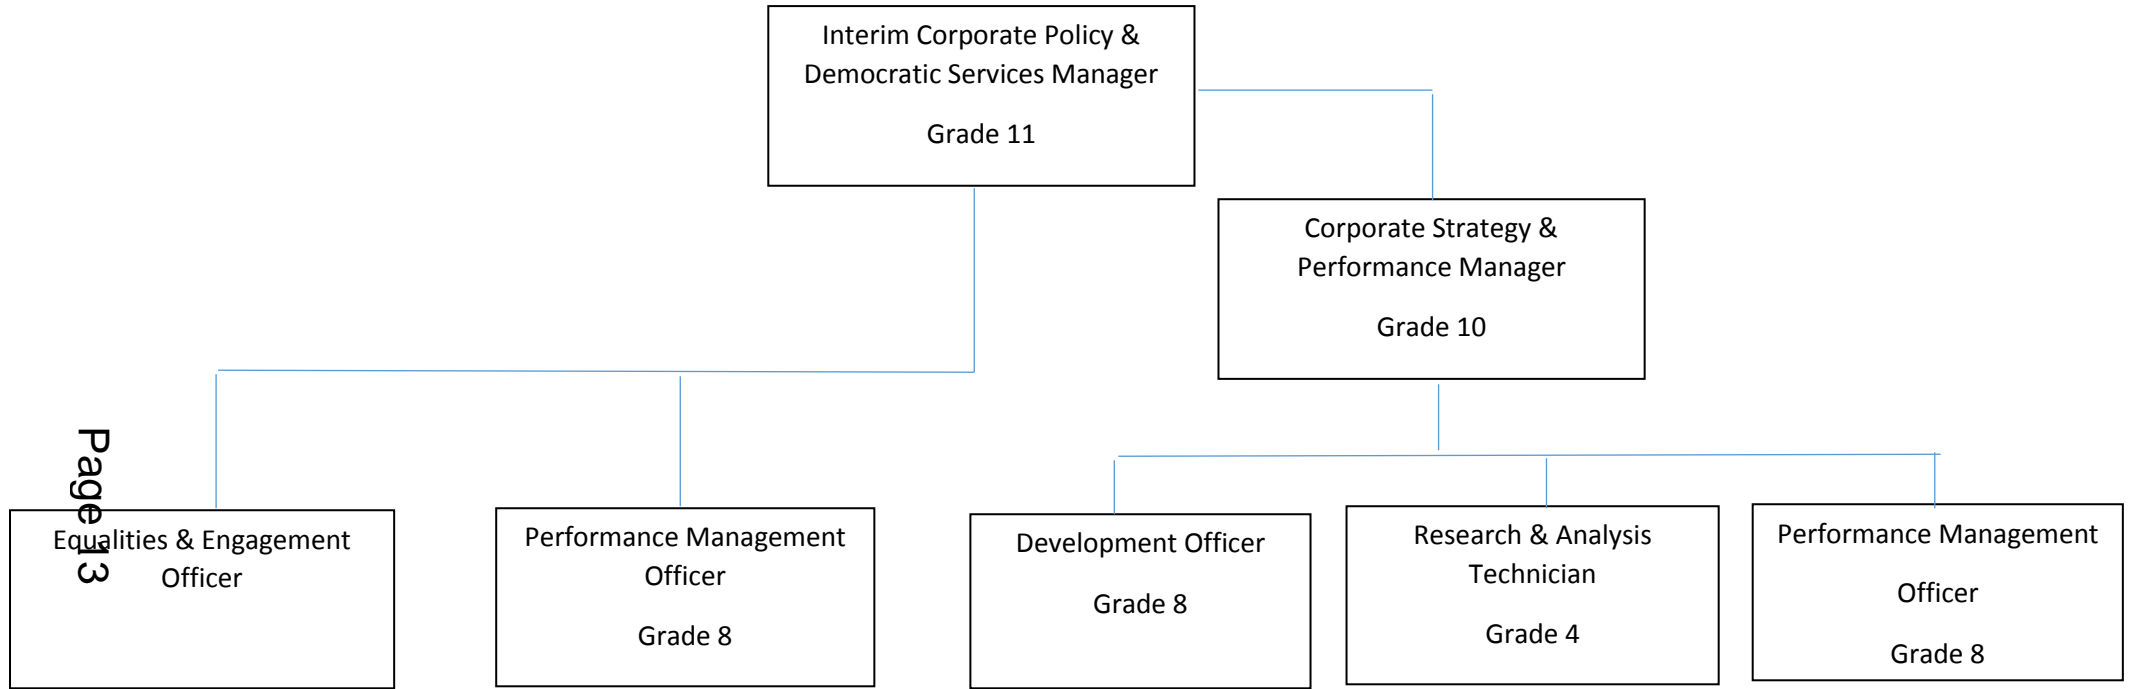 Interim Corporate Policy &
Democratic Services Manager
Grade 11
Corporate Strategy &
Performance Manager
Grade 10
Page 13
Equalities & Engagement
Officer
Performance Management
Officer
Grade 8
Development Officer
Grade 8
Research & Analysis
Technician
Grade 4
Performance Management
Officer
Grade 8